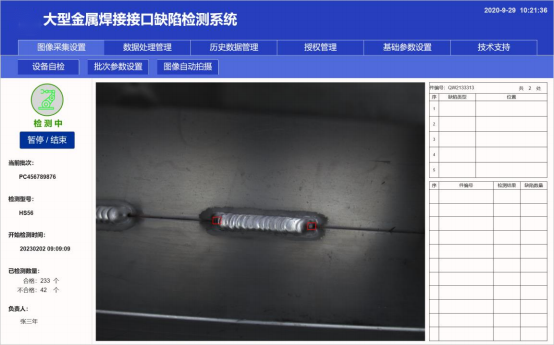 大型金属焊接接口缺陷检测系统
2020-9-29 10:21:36
图像采集设置 数据处理管理 历史数据管理 授权管理 基础参数设置 技术支持
设备自检 批次参数设置 图像自动拍摄
检测中
暂停 / 结束
当前批次：
PC456789876
检测型号：
HS56
开始检测时间：
20230202 09:09:09
已检测数量：
合格：233 个
不合格：42 个
负责人：
张三年
件编号：QW2133313 共 2 处
序 缺陷类型 位置
1
2
3
4
5
序 件编号 检测结果 缺陷数量